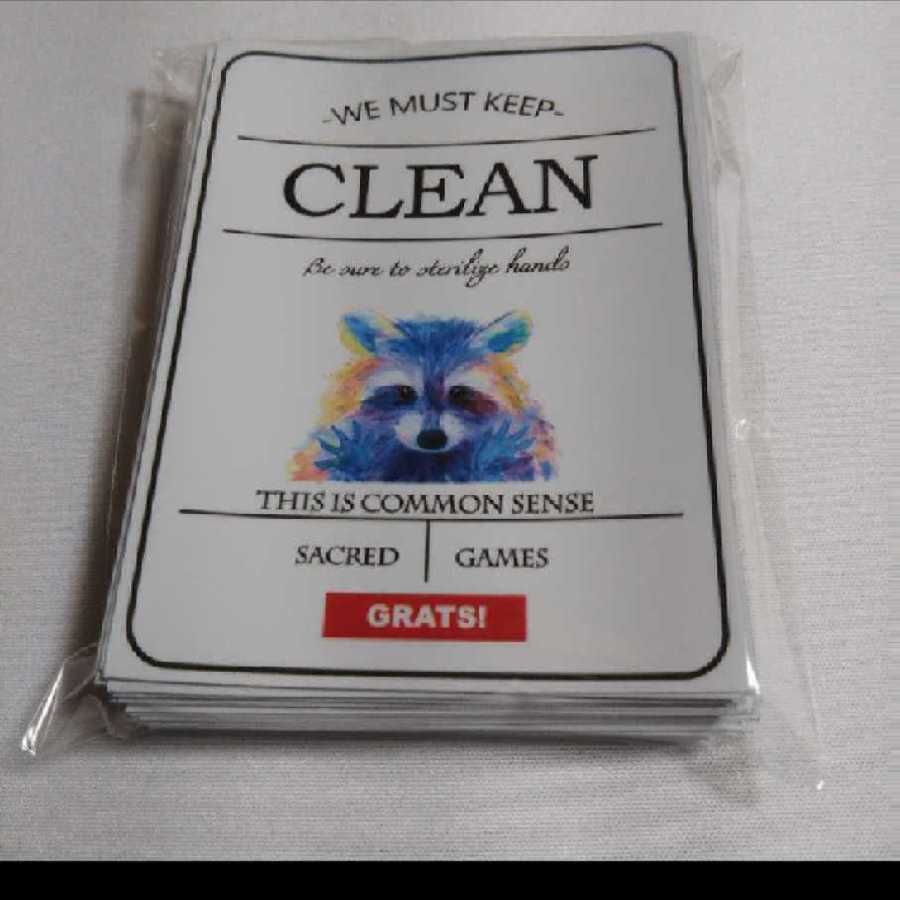 -WE MUST KEEP-
CLEAN
Be sure to sterilize hands
THIS IS COMMON SENSE
SACRED | GAMES
GRATS!